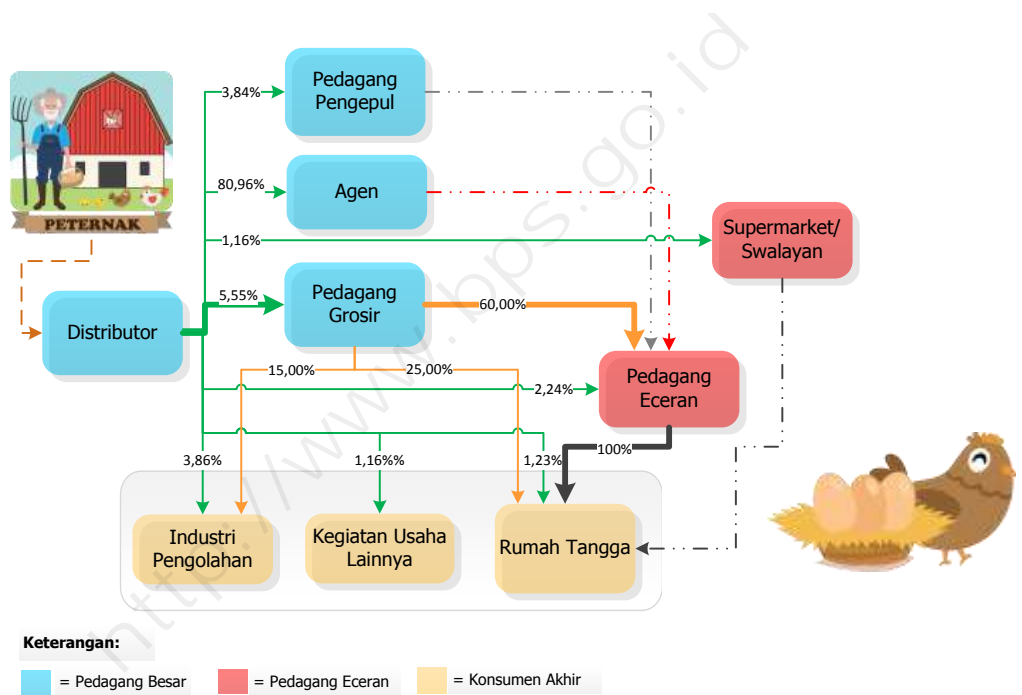 Pedagang
Pengepul
3,84%
PETERNAK
80,96%
Agen
1,16%
Supermarket/
Swalayan
5,55%
Pedagang
Grosir
60,00%
Distributor
15,00%
25,00%
2,24%
Pedagang
Eceran
100%
3,86%
1,16%%
1,23%
Industri
Pengolahan
Kegiatan Usaha
Lainnya
Rumah Tangga
http://www.bps.go.id
Keterangan:
= Pedagang Besar
= Pedagang Eceran
= Konsumen Akhir